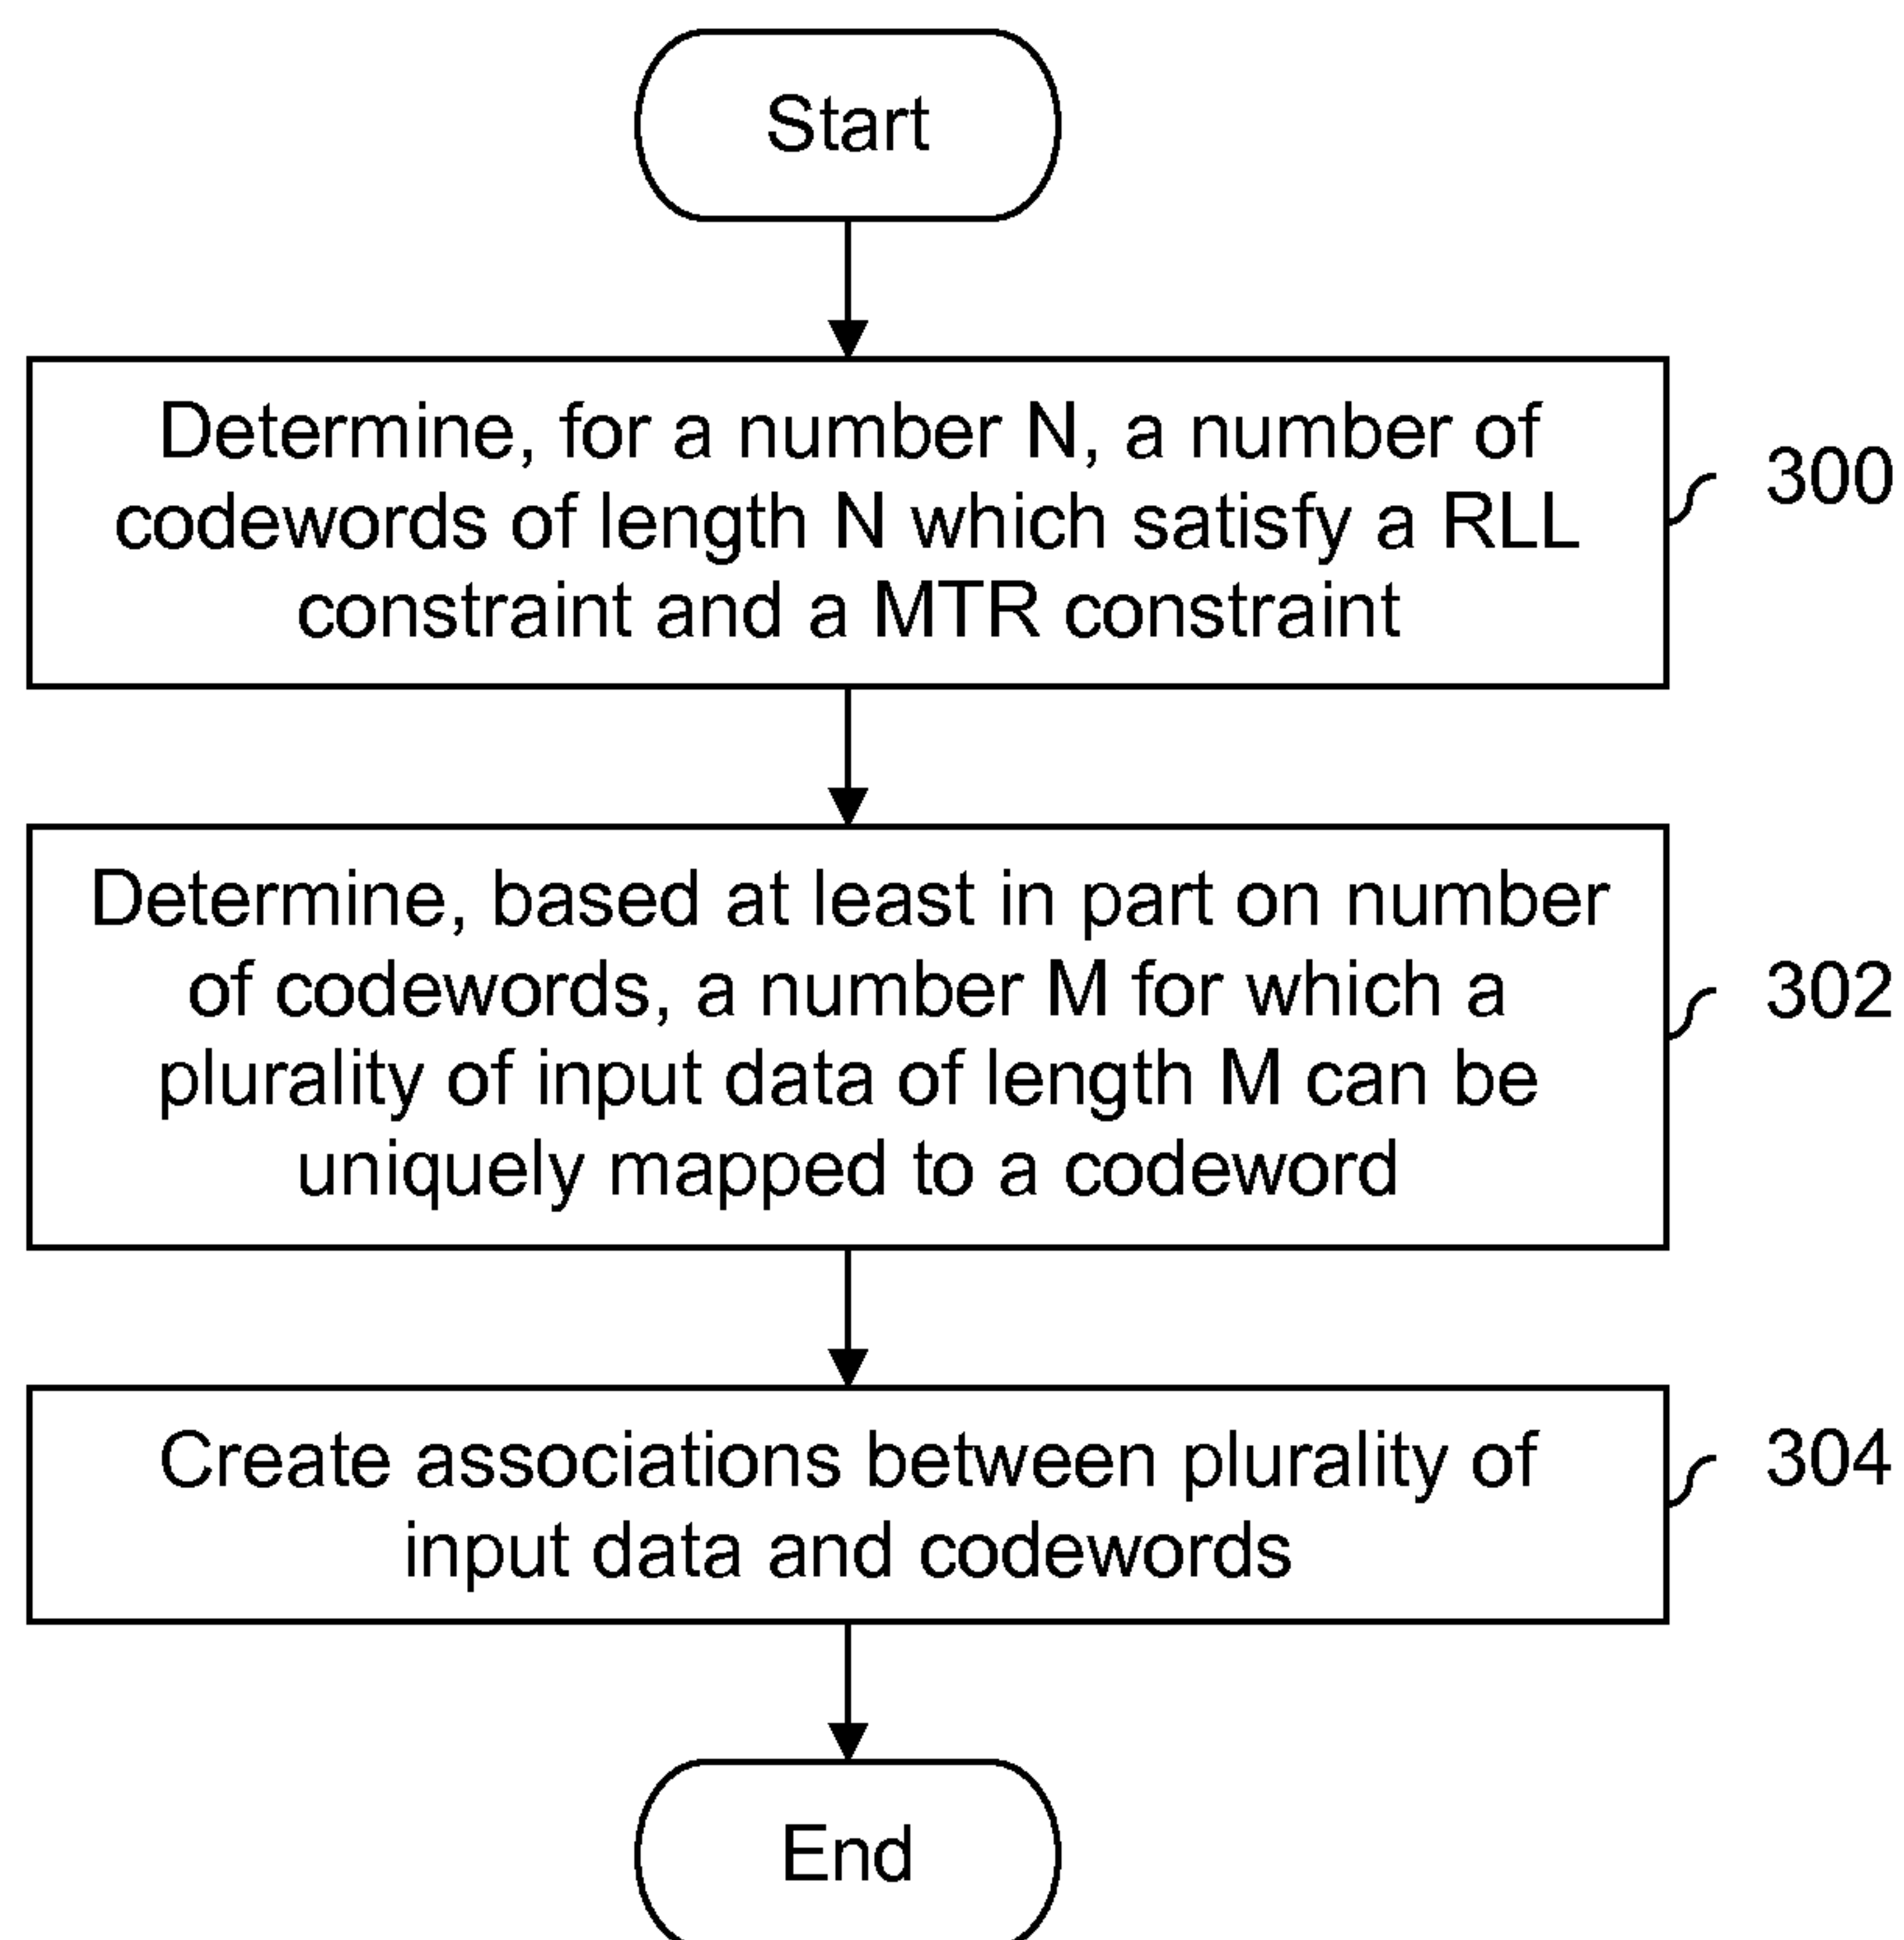 Start
Determine, for a number N, a number of
codewords of length N which satisfy a RLL
constraint and a MTR constraint
300
Determine, based at least in part on number
of codewords, a number M for which a
plurality of input data of length M can be
uniquely mapped to a codeword
302
Create associations between plurality of
input data and codewords
304
End